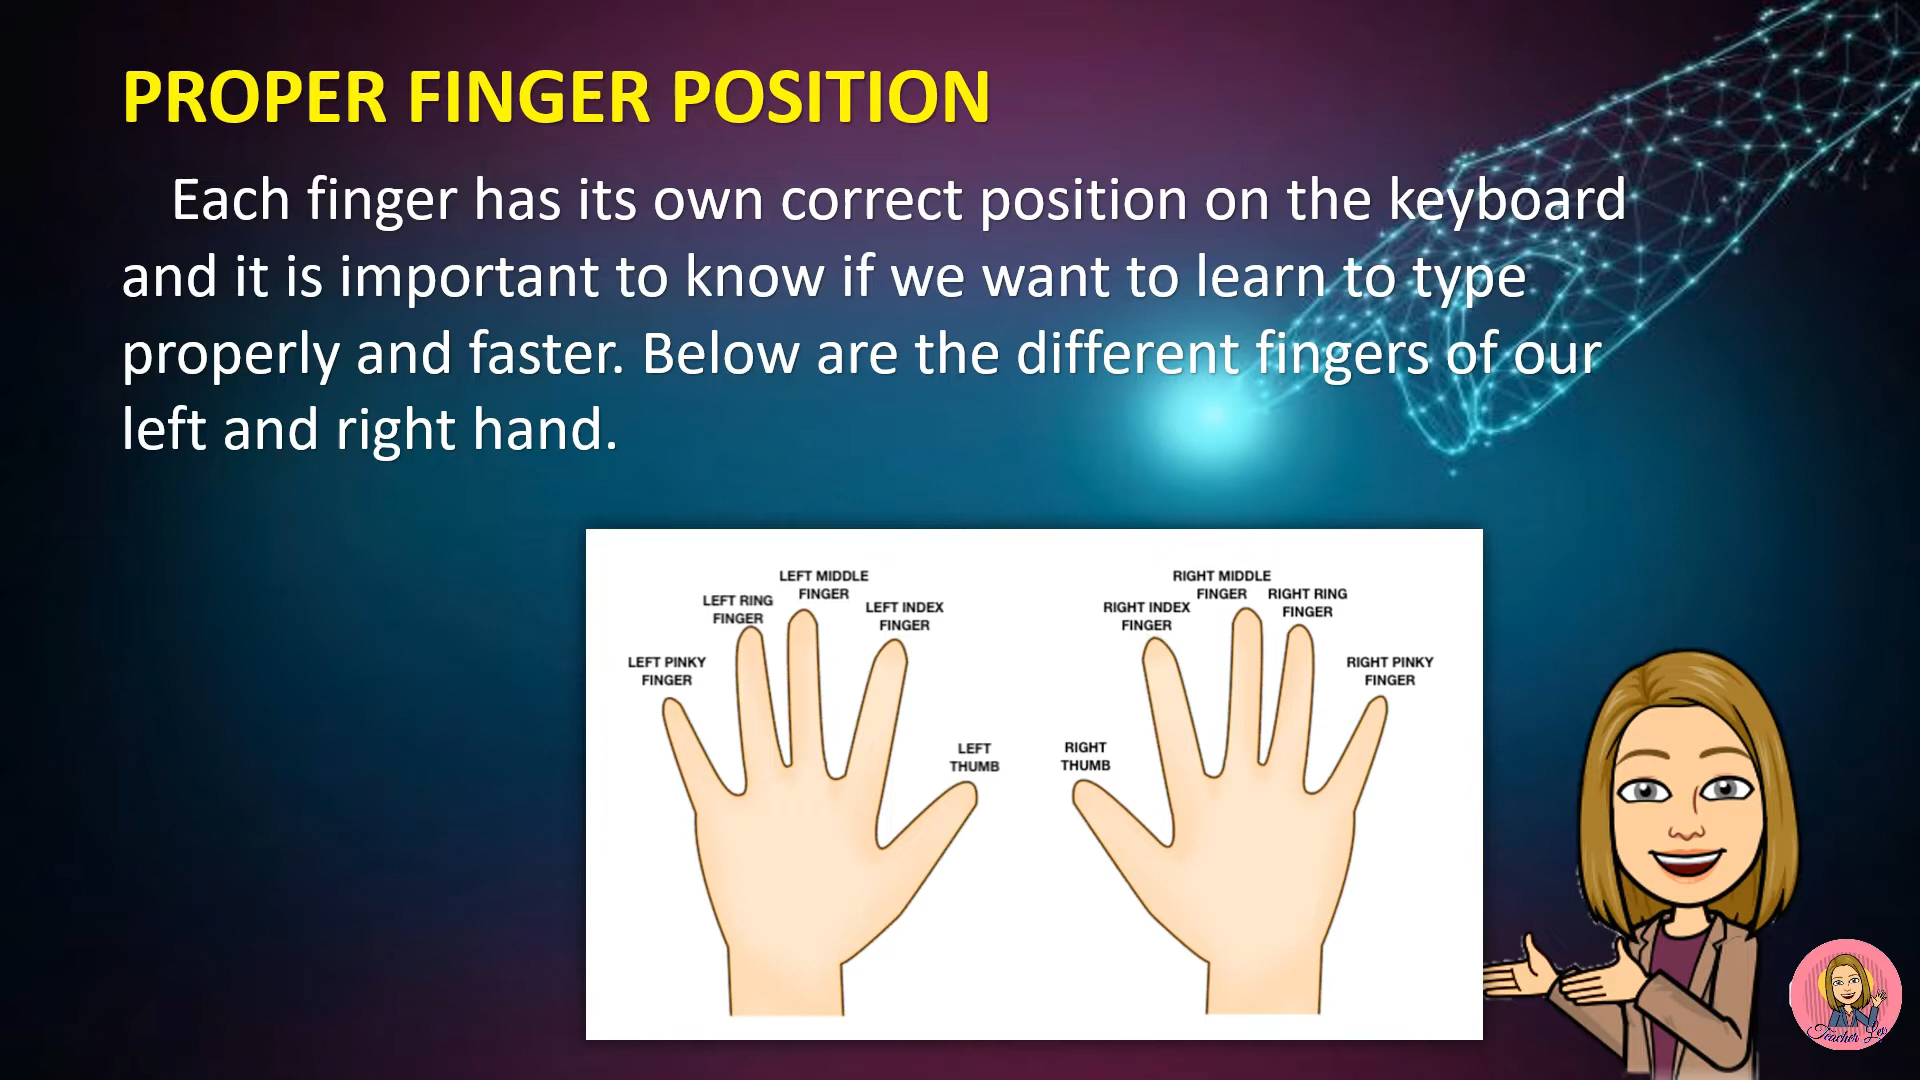 PROPER FINGER POSITION
Each finger has its own correct position on the keyboard
and it is important to know if we want to learn to type
properly and faster. Below are the different fingers of our
left and right hand.
LEFT MIDDLE
FINGER
LEFT RING
FINGER
LEFT INDEX
FINGER
LEFT PINKY
FINGER
LEFT
THUMB
RIGHT MIDDLE
FINGER
RIGHT RING
FINGER
RIGHT INDEX
FINGER
RIGHT PINKY
FINGER
RIGHT
THUMB
Teacher Lex